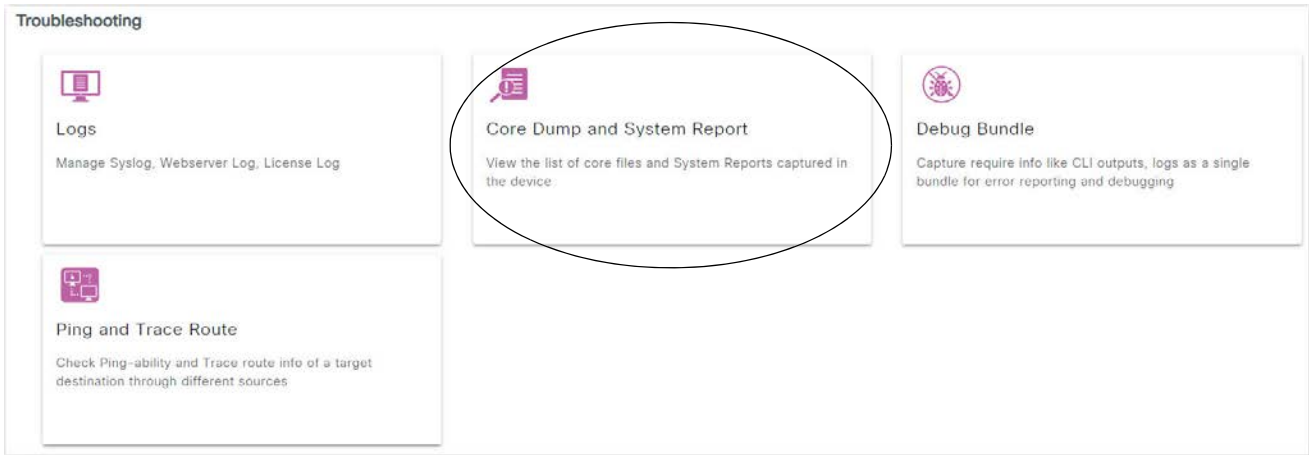 Troubleshooting
Logs
Manage Syslog, Webserver Log, License Log
Core Dump and System Report
View the list of core files and System Reports captured in
the device
Debug Bundle
Capture require info like CLI outputs, logs as a single
bundle for error reporting and debugging
Ping and Trace Route
Check Ping-ability and Trace route info of a target
destination through different sources